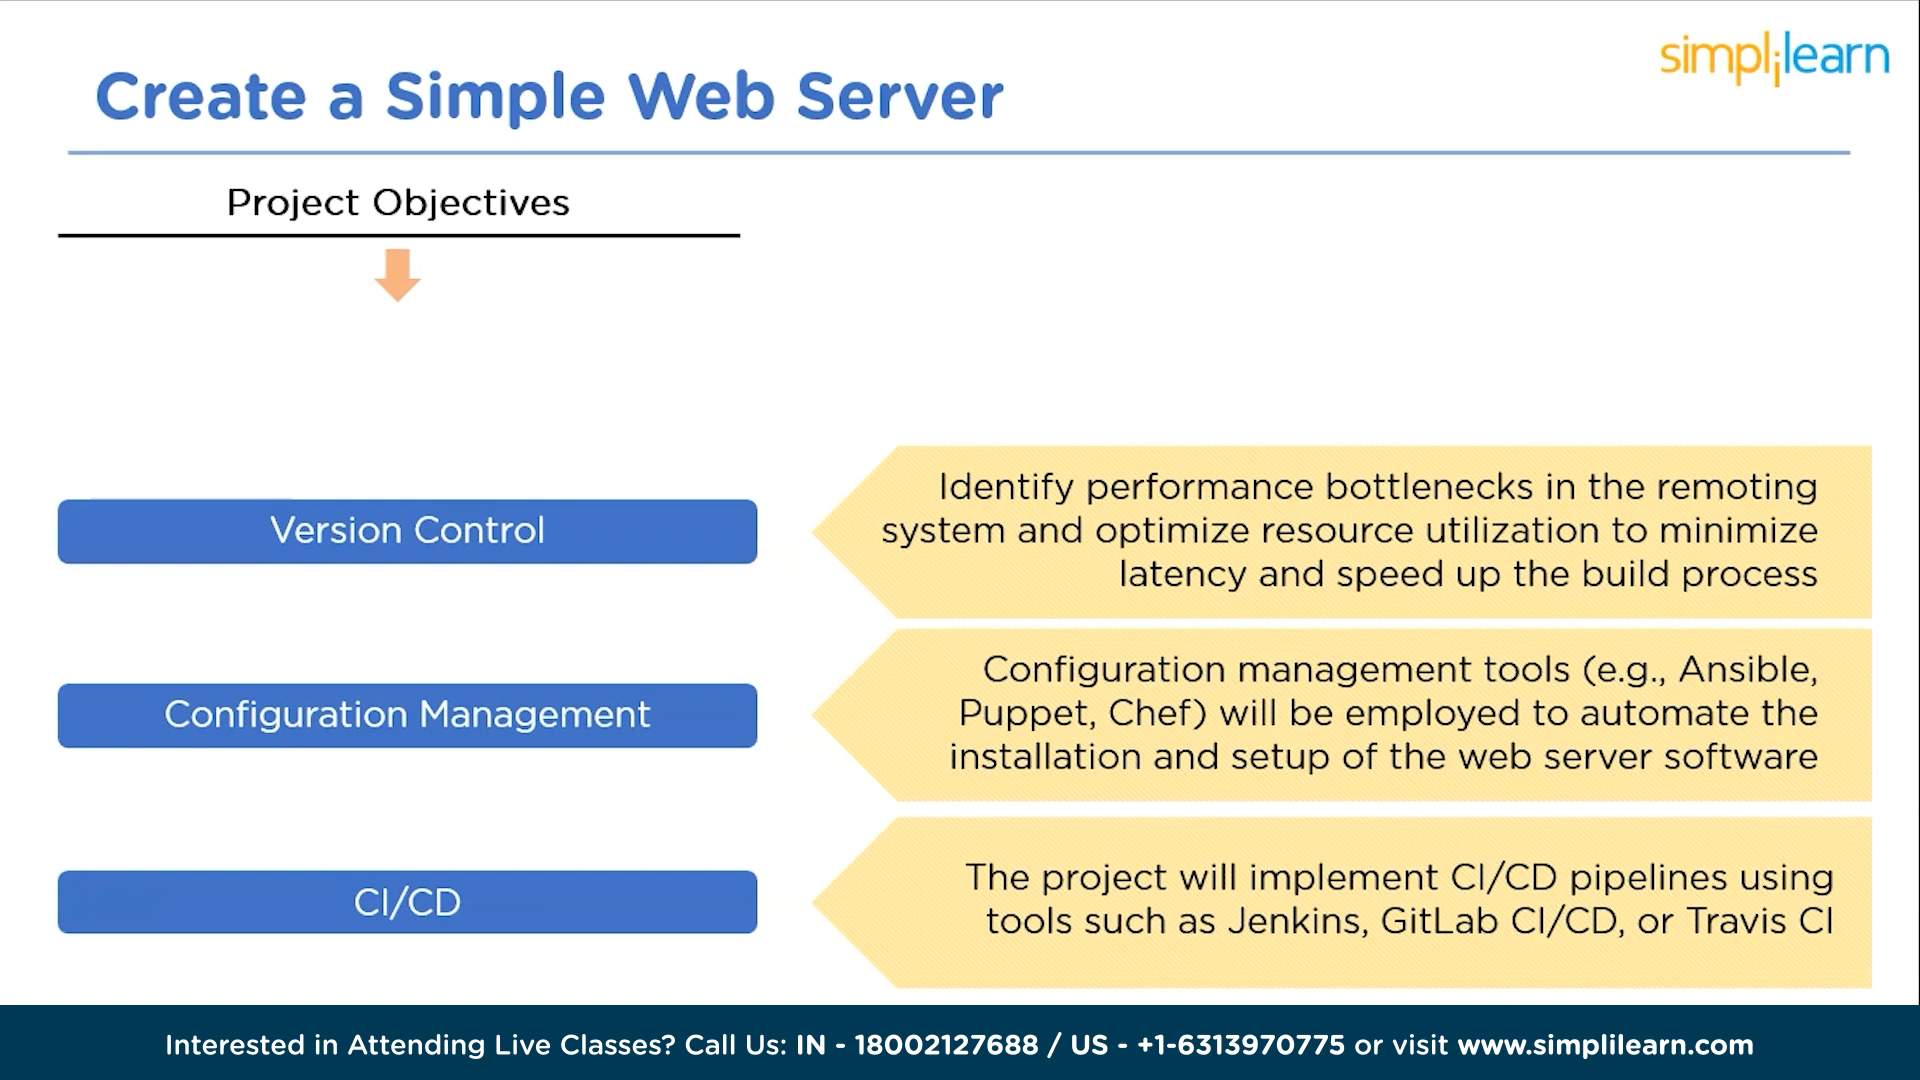 simplilearn
Create a Simple Web Server
Project Objectives
Version Control
Identify performance bottlenecks in the remoting
system and optimize resource utilization to minimize
latency and speed up the build process
Configuration Management
Configuration management tools (e.g., Ansible,
Puppet, Chef) will be employed to automate the
installation and setup of the web server software
CI/CD
The project will implement CI/CD pipelines using
tools such as Jenkins, GitLab CI/CD, or Travis CI
Interested in Attending Live Classes? Call Us: IN - 18002127688 / US - +1-6313970775 or visit www.simplilearn.com